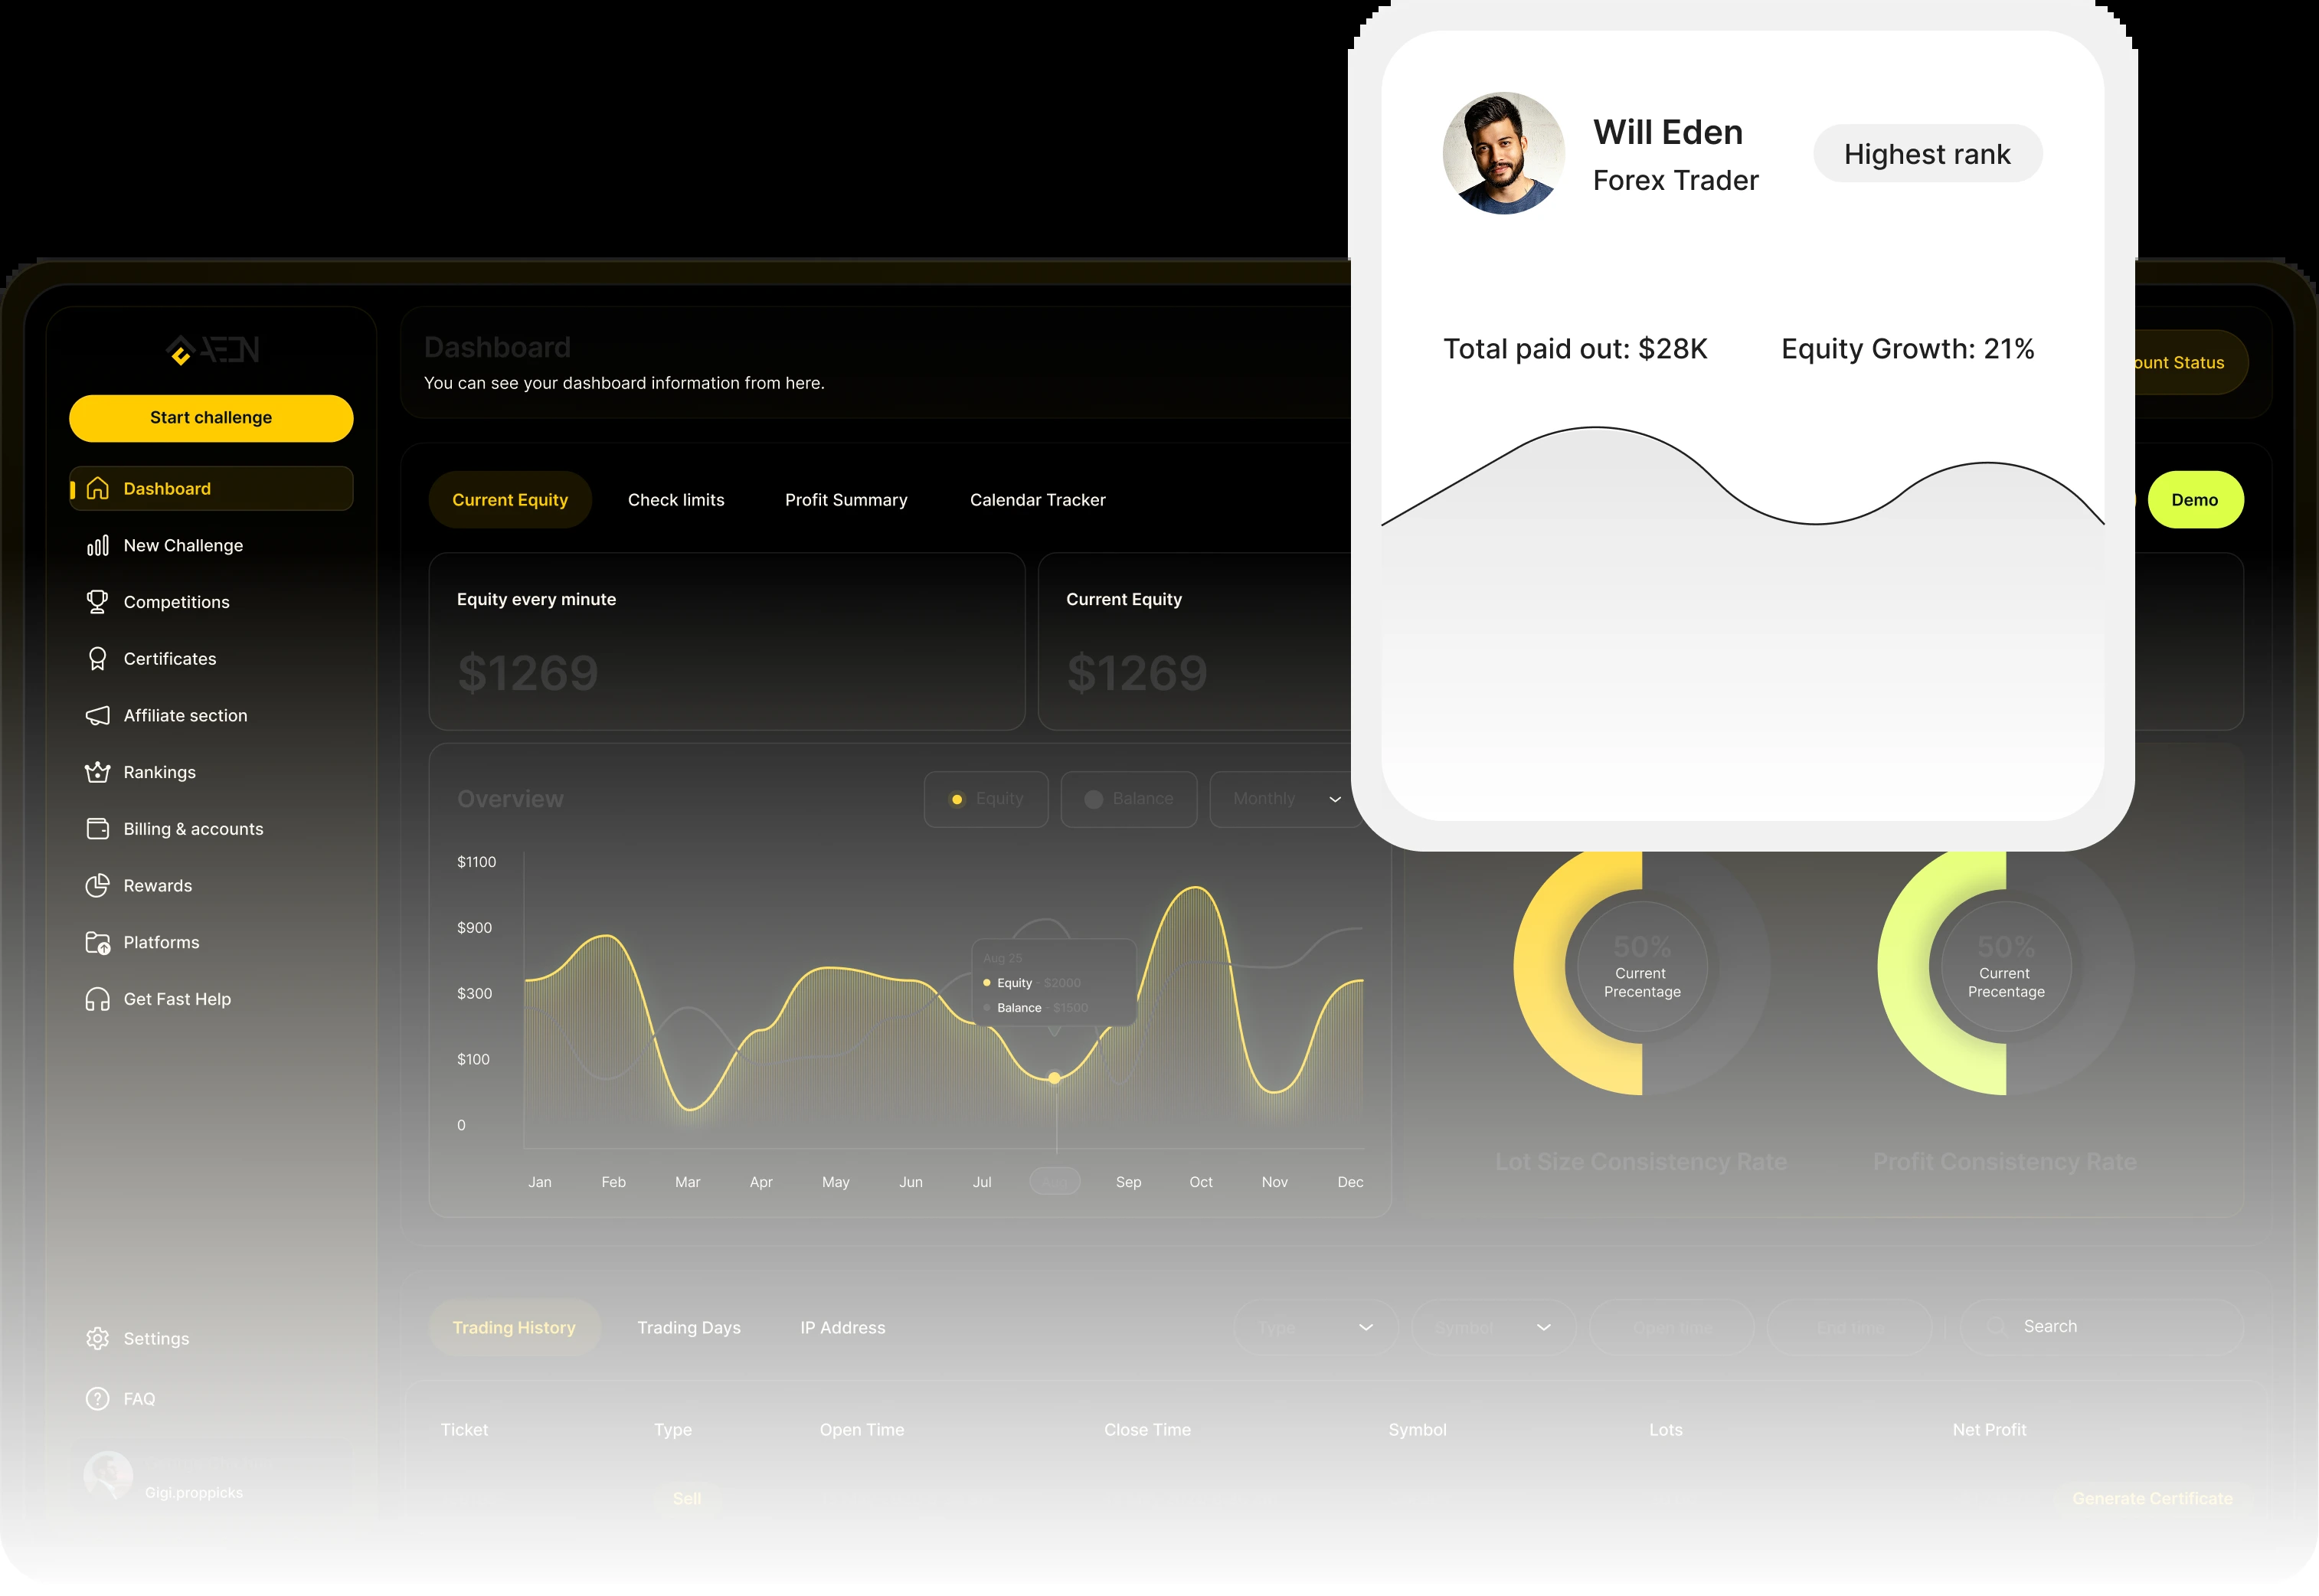 Will Eden
Forex Trader
Highest rank
Total paid out: $28K
Equity Growth: 21%
AEON
Start challenge
Dashboard
New Challenge
Competitions
Certificates
Affiliate section
Rankings
Billing & accounts
Rewards
Platforms
Get Fast Help
Settings
FAQ
Gigi.proppicks
Dashboard
You can see your dashboard information from here.
ount Status
Current Equity
Check limits
Profit Summary
Calendar Tracker
Demo
Equity every minute
$1269
Current Equity
$1269
Overview
Equity
Balance
Monthly
$1100
$900
$300
$100
0
Aug 25
Equity - $2000
Balance - $1500
Jan
Feb
Mar
Apr
May
Jun
Jul
Sep
Oct
Nov
Dec
50%
Current
Precentage
Lot Size Consistency Rate
50%
Current
Precentage
Profit Consistency Rate
Trading History
Trading Days
IP Address
Type
Symbol
Open time
End time
Search
Ticket
Type
Open Time
Close Time
Symbol
Lots
Net Profit
Sell
Generate Certificate